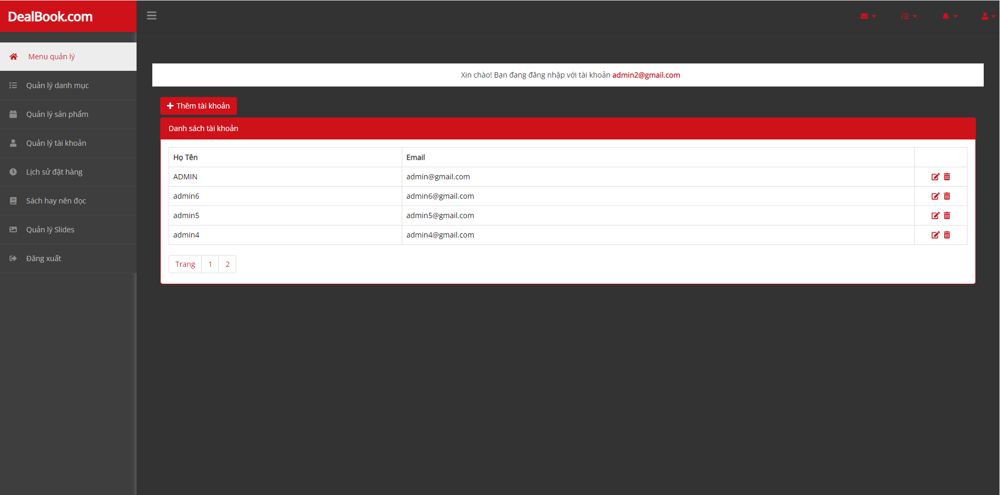 DealBook.com
Menu quản lý
Quản lý danh mục
Quản lý sản phẩm
Quản lý tài khoản
Lịch sử đặt hàng
Sách hay nên đọc
Quản lý Slides
Đăng xuất
Xin chào! Bạn đang đăng nhập với tài khoản admin2@gmail.com
Thêm tài khoản
Danh sách tài khoản
Họ Tên Email
ADMIN admin@gmail.com
admin6 admin6@gmail.com
admin5 admin5@gmail.com
admin4 admin4@gmail.com
Trang 1 2